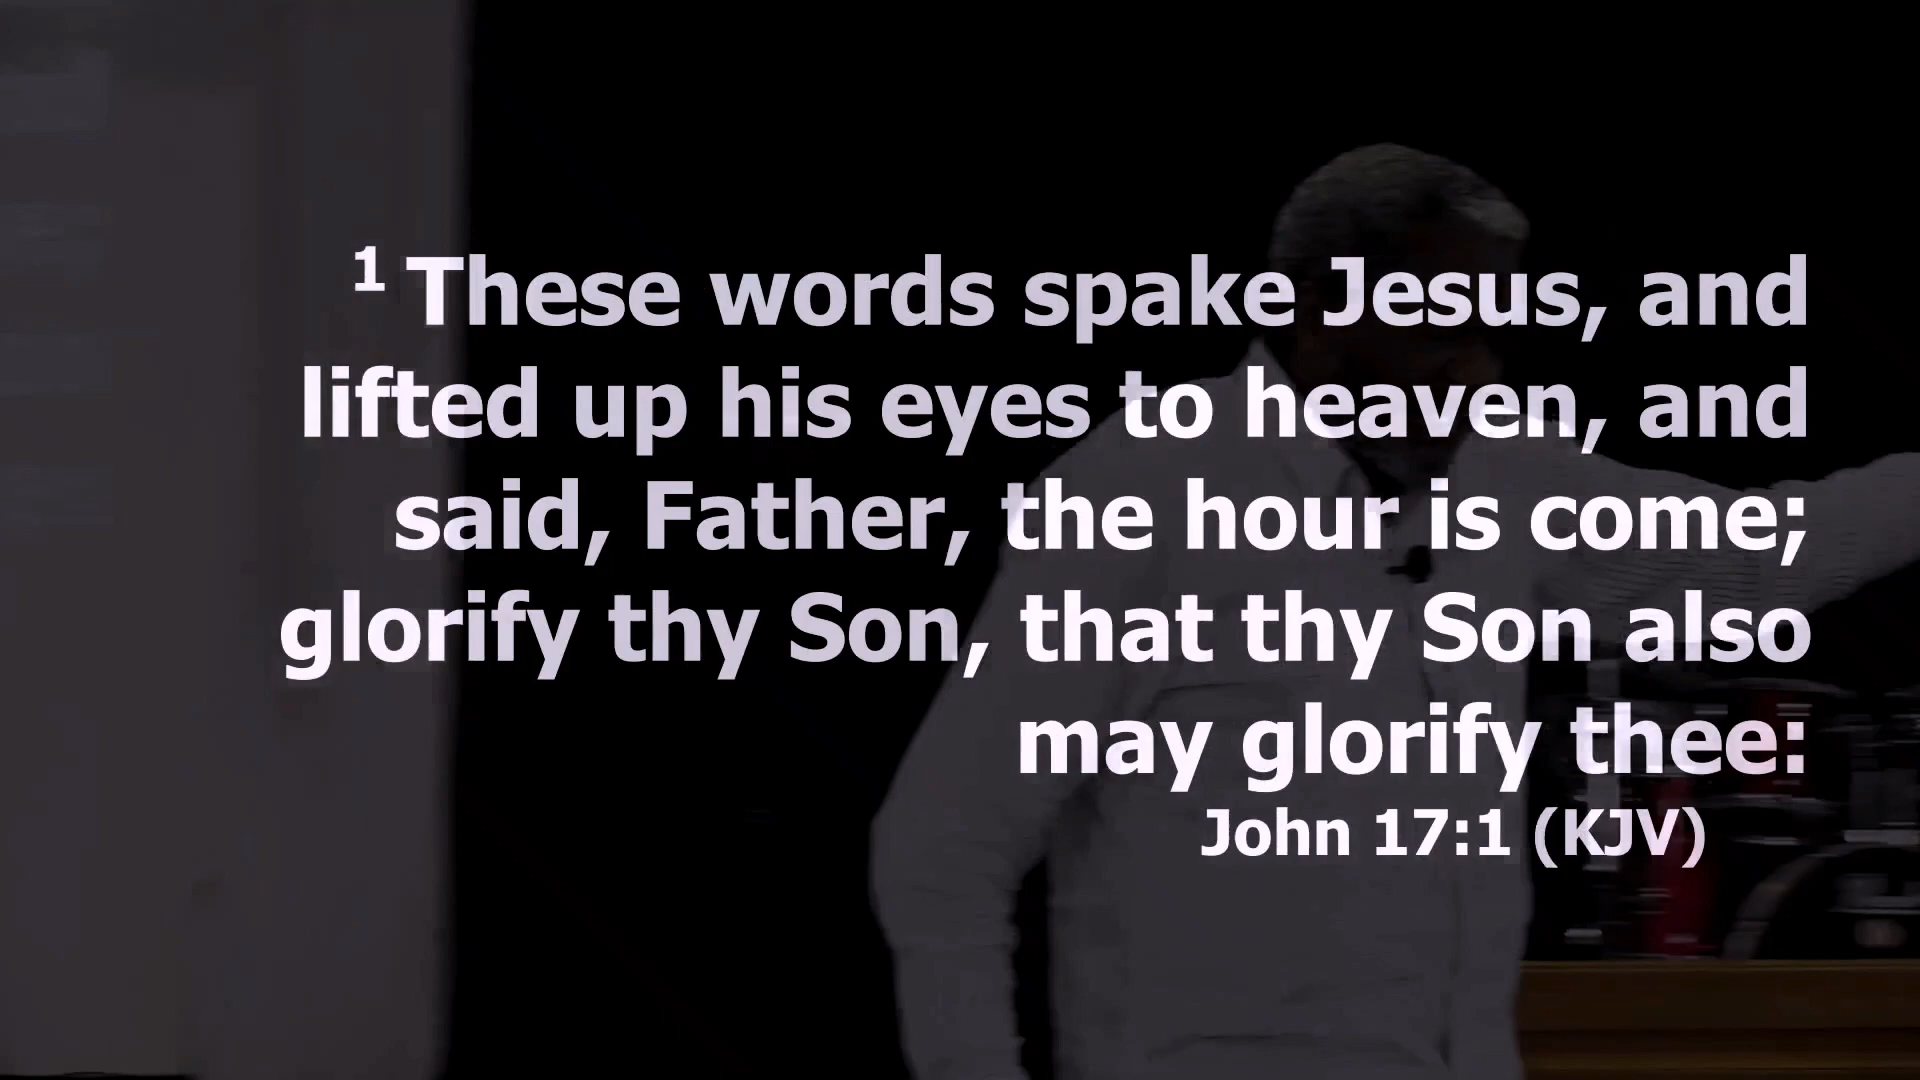 1 These words spake Jesus, and
lifted up his eyes to heaven, and
said, Father, the hour is come;
glorify thy Son, that thy Son also
may glorify thee:
John 17:1 (KJV)